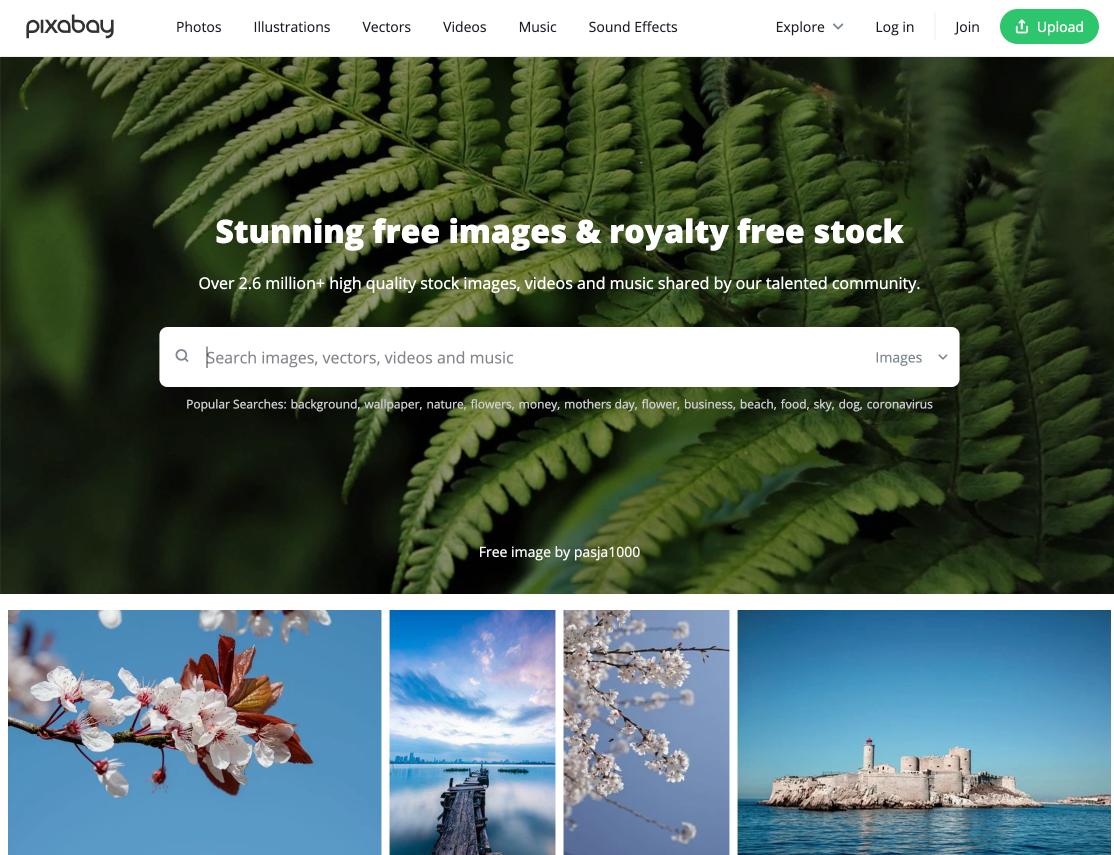 pixabay
Photos Illustrations Vectors Videos Music Sound Effects Explore Log in Join Upload
Stunning free images & royalty free stock
Over 2.6 million+ high quality stock images, videos and music shared by our talented community.
Search images, vectors, videos and music Images
Popular Searches: background, wallpaper, nature, flowers, money, mothers day, flower, business, beach, food, sky, dog, coronavirus
Free image by pasja1000